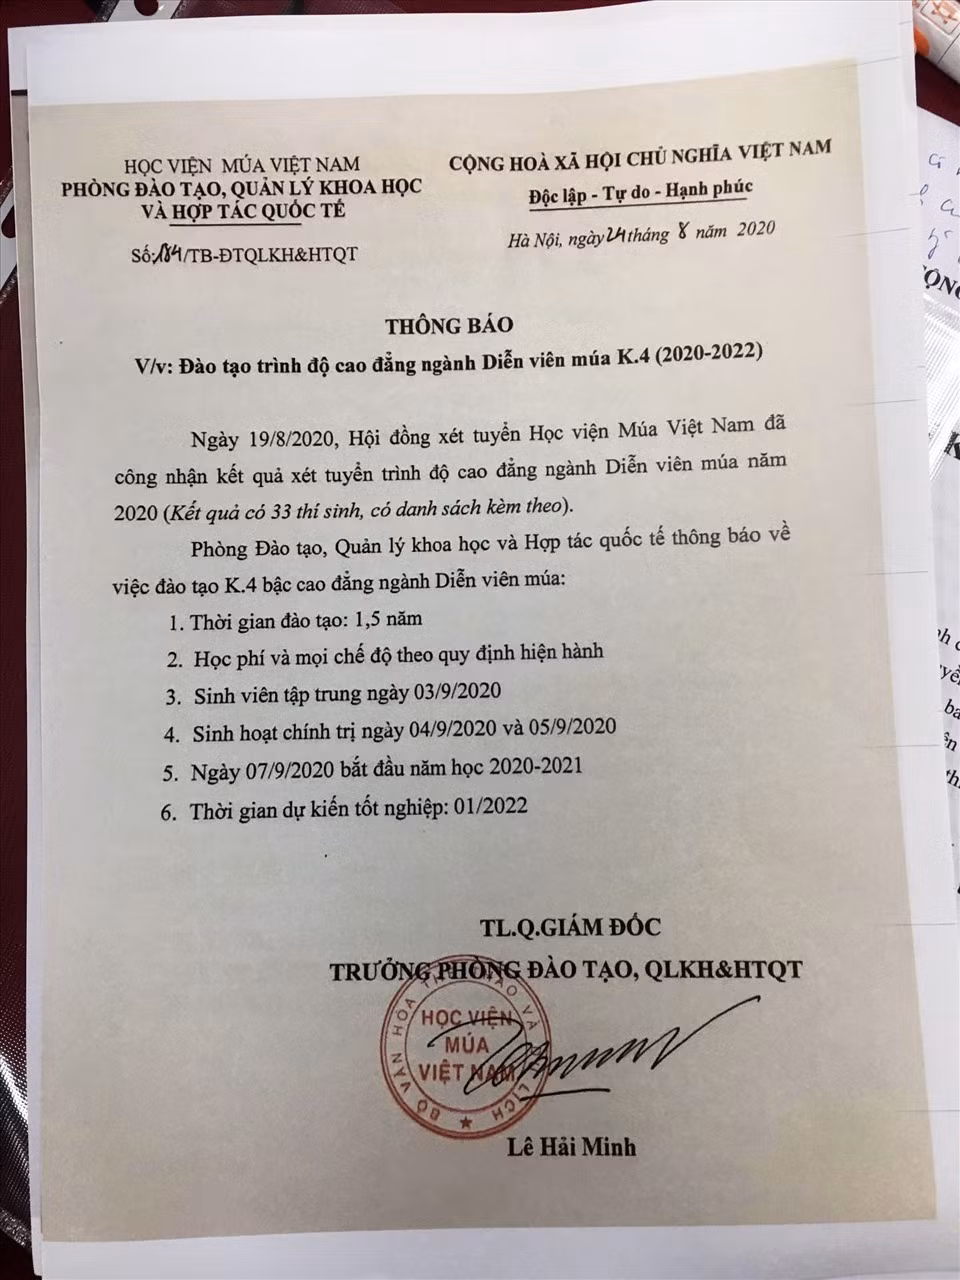 HỌC VIỆN MÚA VIỆT NAM
PHÒNG ĐÀO TẠO, QUẢN LÝ KHOA HỌC
VÀ HỢP TÁC QUỐC TẾ
Số:184/TB-ĐTQLKH&HTQT
CỘNG HOÀ XÃ HỘI CHỦ NGHĨA VIỆT NAM
Độc lập - Tự do - Hạnh phúc
Hà Nội, ngày 24 tháng 8 năm 2020
THÔNG BÁO
V/v: Đào tạo trình độ cao đẳng ngành Diễn viên múa K.4 (2020-2022)
Ngày 19/8/2020, Hội đồng xét tuyển Học viện Múa Việt Nam đã
công nhận kết quả xét tuyển trình độ cao đẳng ngành Diễn viên múa năm
2020 (Kết quả có 33 thí sinh, có danh sách kèm theo).
Phòng Đào tạo, Quản lý khoa học và Hợp tác quốc tế thông báo về
việc đào tạo K.4 bậc cao đẳng ngành Diễn viên múa:
1. Thời gian đào tạo: 1,5 năm
2. Học phí và mọi chế độ theo quy định hiện hành
3. Sinh viên tập trung ngày 03/9/2020
4. Sinh hoạt chính trị ngày 04/9/2020 và 05/9/2020
5. Ngày 07/9/2020 bắt đầu năm học 2020-2021
6. Thời gian dự kiến tốt nghiệp: 01/2022
TL.Q.GIÁM ĐỐC
TRƯỞNG PHÒNG ĐÀO TẠO, QLKH&HTQT
BỘ VĂN HÓA THỂ THAO VÀ DU LỊCH
HỌC VIỆN
MÚA
VIỆT NAM
Lê Hải Minh